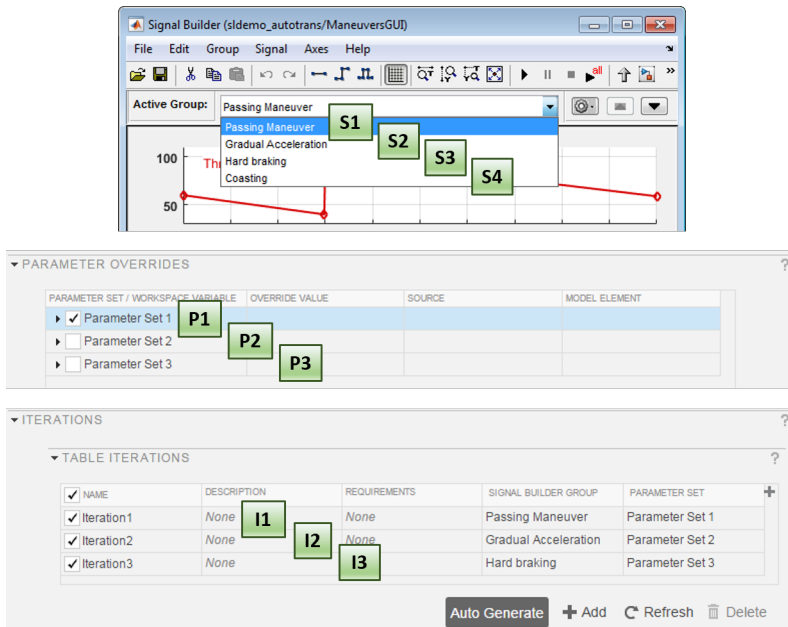 Signal Builder (sldemo_autotrans/ManeuversGUI)
File Edit Group Signal Axes Help
all
Active Group: Passing Maneuver
Passing Maneuver S1
Gradual Acceleration S2
Hard braking S3
Coasting S4
100
50
PARAMETER OVERRIDES ?
PARAMETER SET / WORKSPACE VARIABLE OVERRIDE VALUE SOURCE MODEL ELEMENT
Parameter Set 1 P1
Parameter Set 2 P2
Parameter Set 3 P3
ITERATIONS ?
TABLE ITERATIONS ?
NAME DESCRIPTION REQUIREMENTS SIGNAL BUILDER GROUP PARAMETER SET
Iteration1 None I1 None Passing Maneuver Parameter Set 1
Iteration2 None I2 None Gradual Acceleration Parameter Set 2
Iteration3 None I3 Hard braking Parameter Set 3
Auto Generate Add Refresh Delete